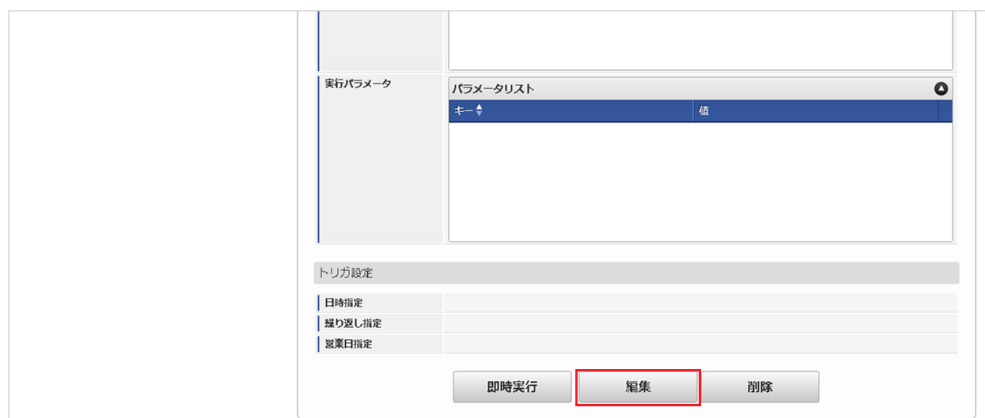 実行パラメータ
パラメータリスト
キー 値
トリガ設定
日時指定
繰り返し指定
営業日指定
即時実行 編集 削除